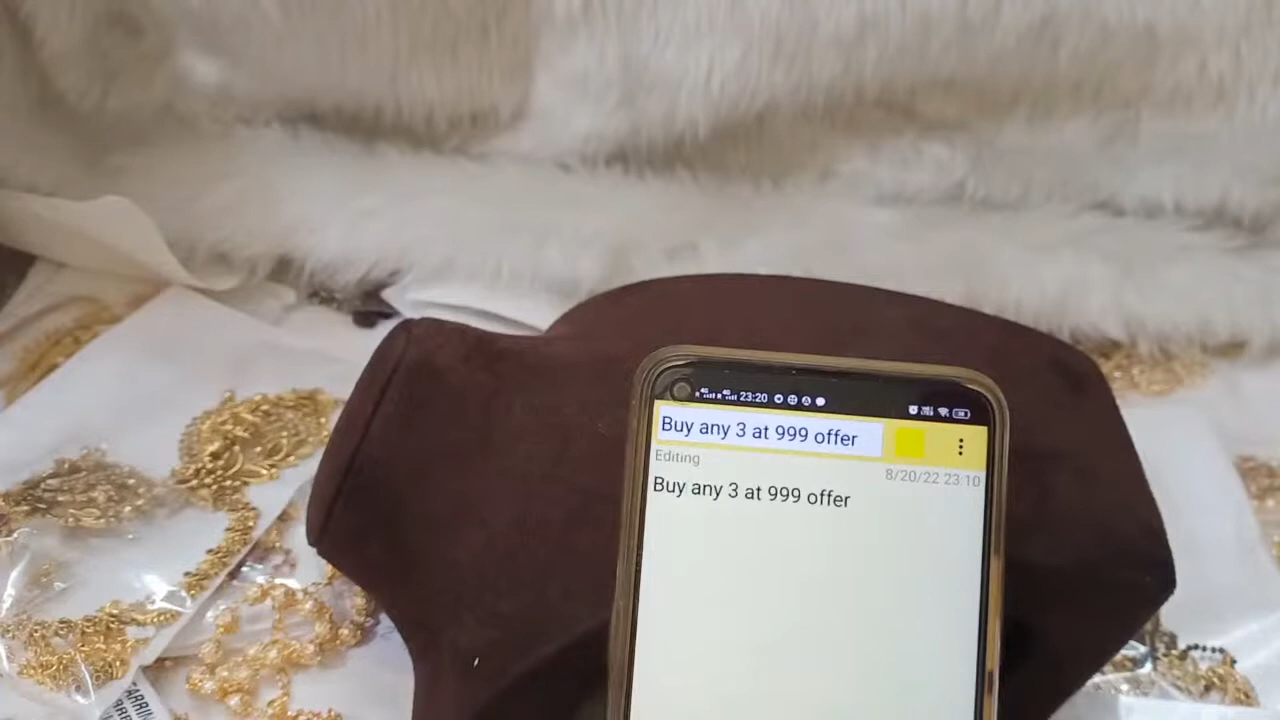 23:20
Buy any 3 at 999 offer
Editing
8/20/22 23:10
Buy any 3 at 999 offer